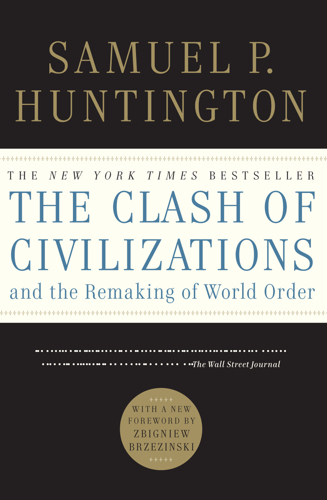 SAMUEL P.
HUNTINGTON
THE NEW YORK TIMES BESTSELLER
THE CLASH OF
CIVILIZATIONS
and the Remaking of World Order
—The Wall Street Journal
WITH A NEW
FOREWORD BY
ZBIGNIEW
BRZEZINSKI